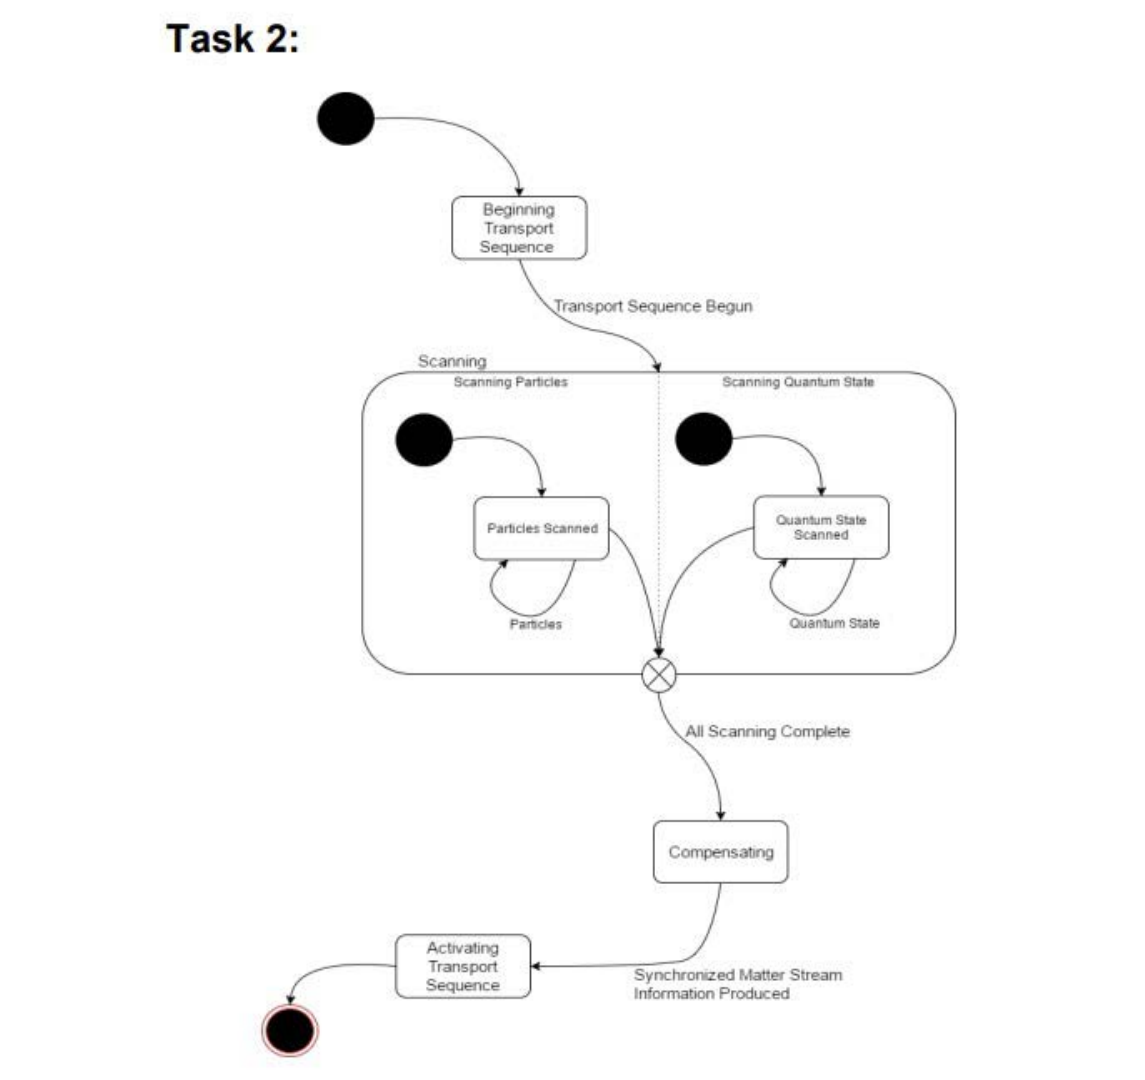 Task 2:
Beginning
Transport
Sequence
Transport Sequence Begun
Scanning
Scanning Particles
Scanning Quantum State
Particles Scanned
Quantum State
Scanned
Particles
Quantum State
All Scanning Complete
Compensating
Activating
Transport
Sequence
Synchronized Matter Stream
Information Produced